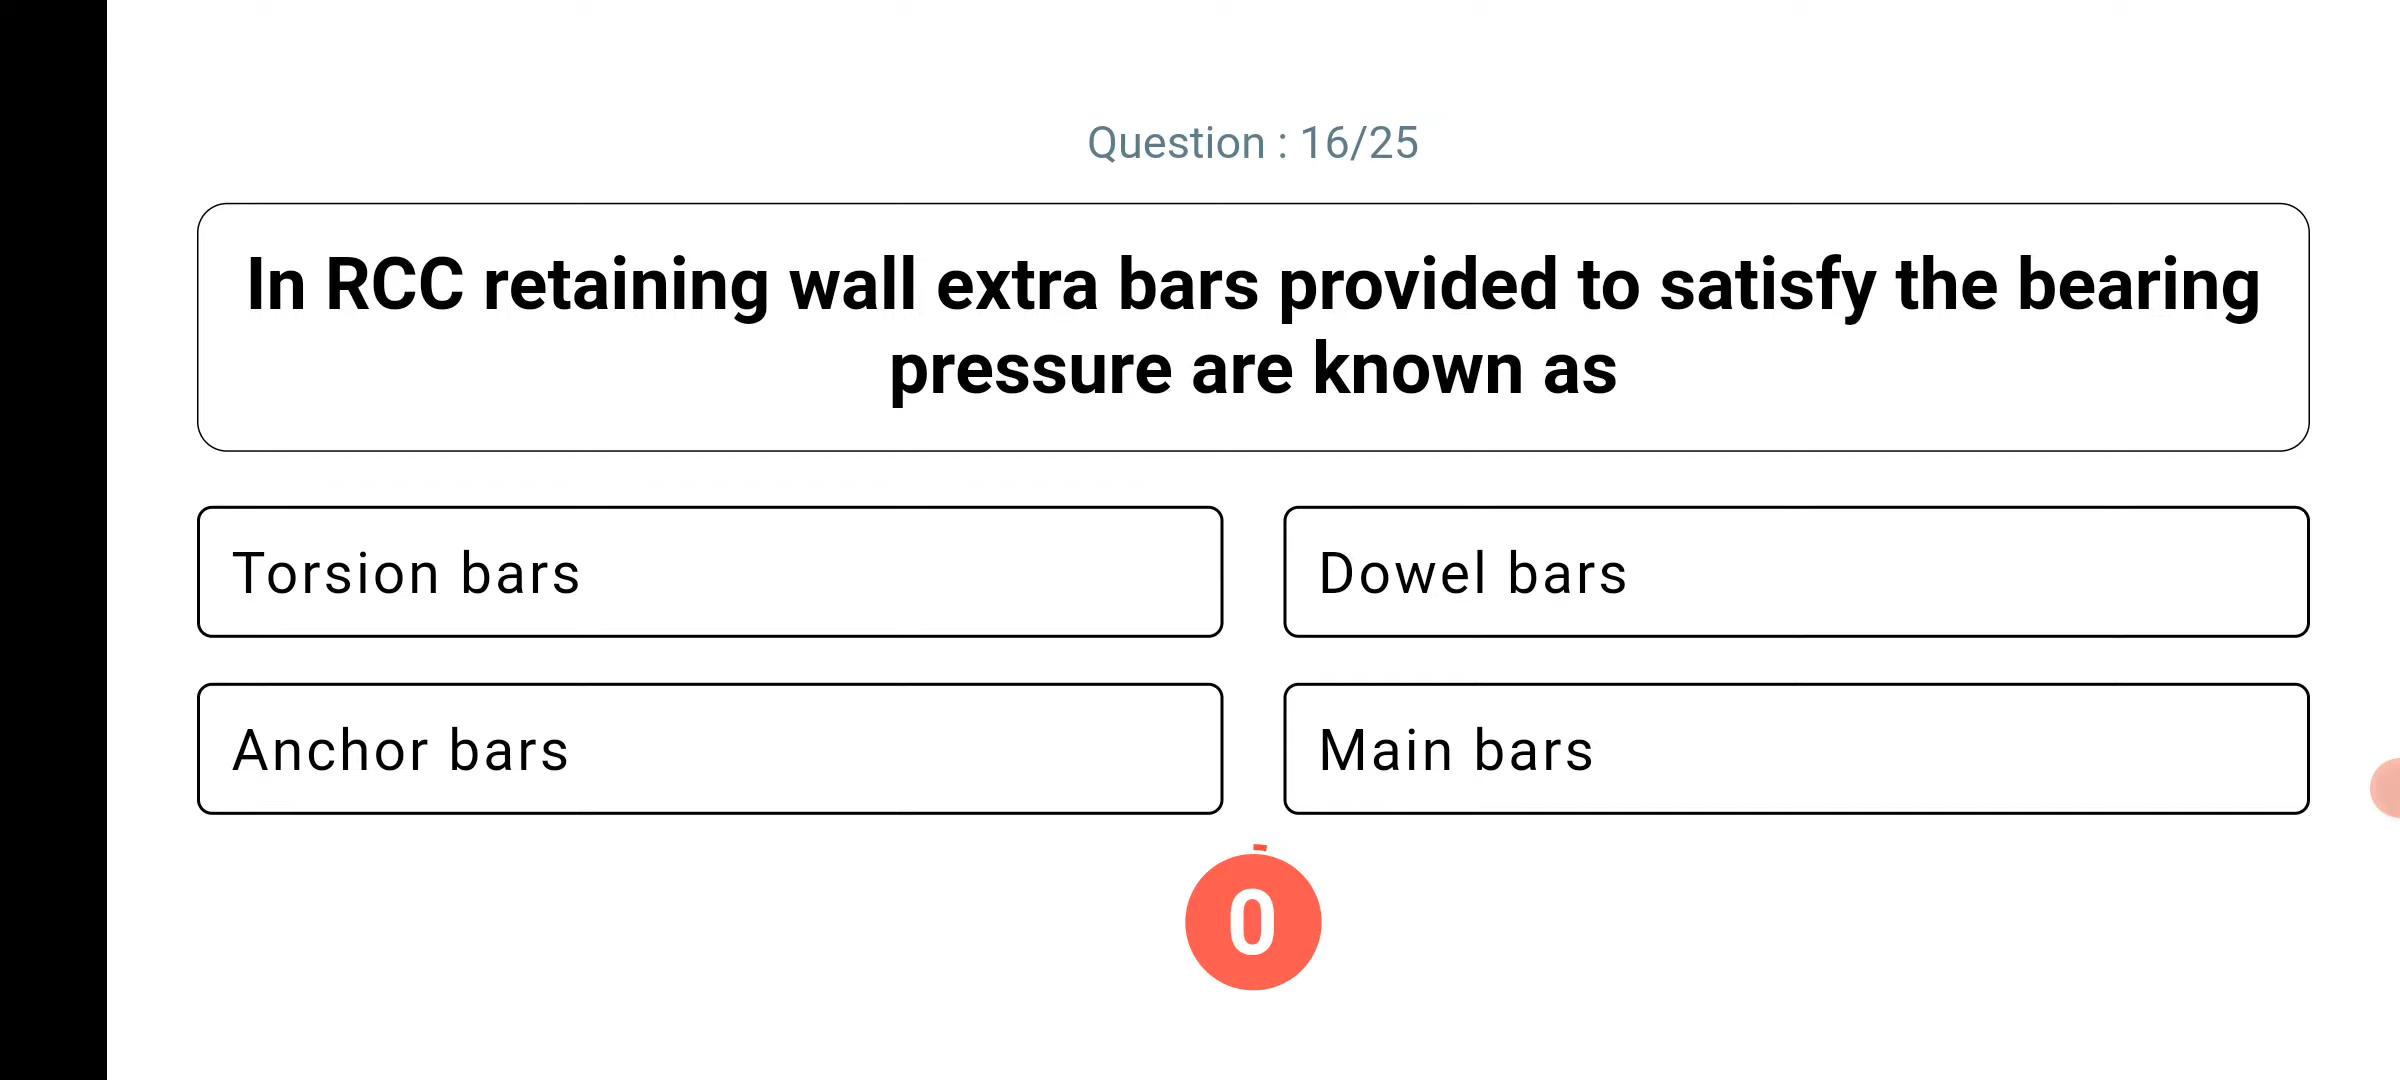 Question : 16/25
In RCC retaining wall extra bars provided to satisfy the bearing
pressure are known as
Torsion bars
Dowel bars
Anchor bars
Main bars
0